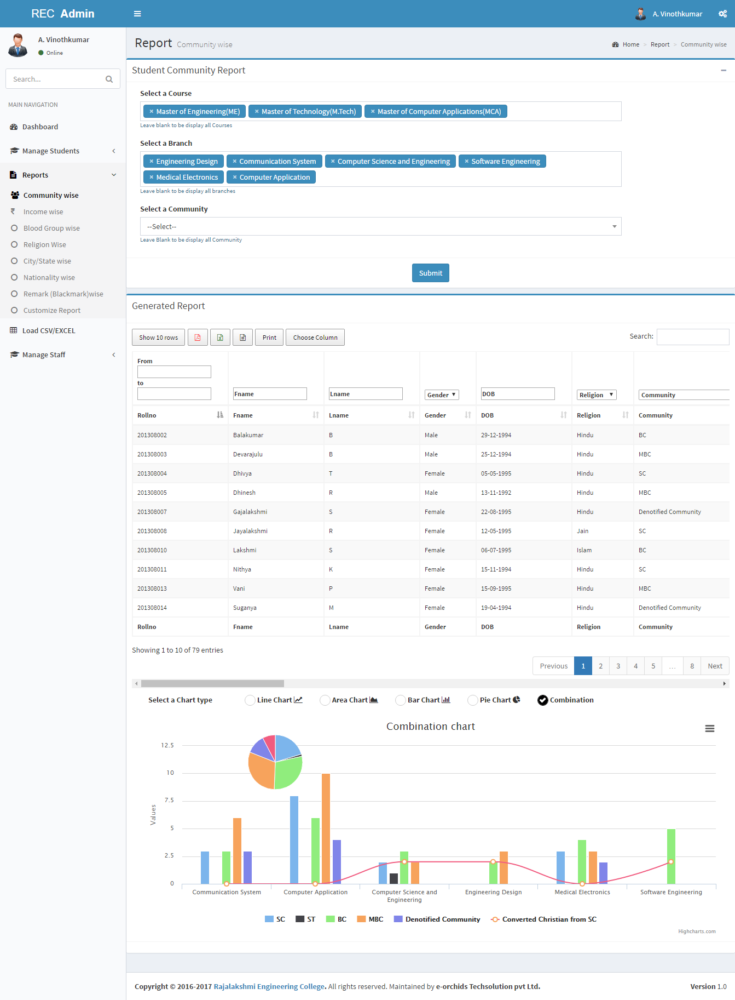 REC Admin
A. Vinothkumar
A. Vinothkumar
Online
Search...
MAIN NAVIGATION
Dashboard
Manage Students
Reports
Community wise
Income wise
Blood Group wise
Religion Wise
City/State wise
Nationality wise
Remark (Blackmark)wise
Customize Report
Load CSV/EXCEL
Manage Staff
Report Community wise
Home > Report > Community wise
Student Community Report
Select a Course
× Master of Engineering(ME) × Master of Technology(M.Tech) × Master of Computer Applications(MCA)
Leave blank to be display all Courses
Select a Branch
× Engineering Design × Communication System × Computer Science and Engineering × Software Engineering
× Medical Electronics × Computer Application
Leave blank to be display all branches
Select a Community
--Select--
Leave Blank to be display all Community
Submit
Generated Report
Show 10 rows Print Choose Column Search:
From
to
Fname Lname Gender DOB Religion Community
Rollno Fname Lname Gender DOB Religion Community
201308002 Balakumar B Male 29-12-1994 Hindu BC
201308003 Devarajulu B Male 25-12-1994 Hindu MBC
201308004 Dhivya T Female 05-05-1995 Hindu SC
201308005 Dhinesh R Male 13-11-1992 Hindu MBC
201308007 Gajalakshmi S Female 22-08-1995 Hindu Denotified Community
201308008 Jayalakshmi R Female 12-05-1995 Jain SC
201308010 Lakshmi S Female 06-07-1995 Islam BC
201308011 Nithya K Female 15-11-1994 Hindu SC
201308013 Vani P Female 15-09-1995 Hindu MBC
201308014 Suganya M Female 19-04-1994 Hindu Denotified Community
Rollno Fname Lname Gender DOB Religion Community
Showing 1 to 10 of 79 entries
Previous 1 2 3 4 5 … 8 Next
Select a Chart type Line Chart Area Chart Bar Chart Pie Chart Combination
Combination chart
12.5
10
7.5
5
2.5
0
Values
Communication System
Computer Application
Computer Science and
Engineering
Engineering Design
Medical Electronics
Software Engineering
SC ST BC MBC Denotified Community Converted Christian from SC
Highcharts.com
Copyright © 2016-2017 Rajalakshmi Engineering College. All rights reserved. Maintained by e-orchids Techsolution pvt Ltd.
Version 1.0